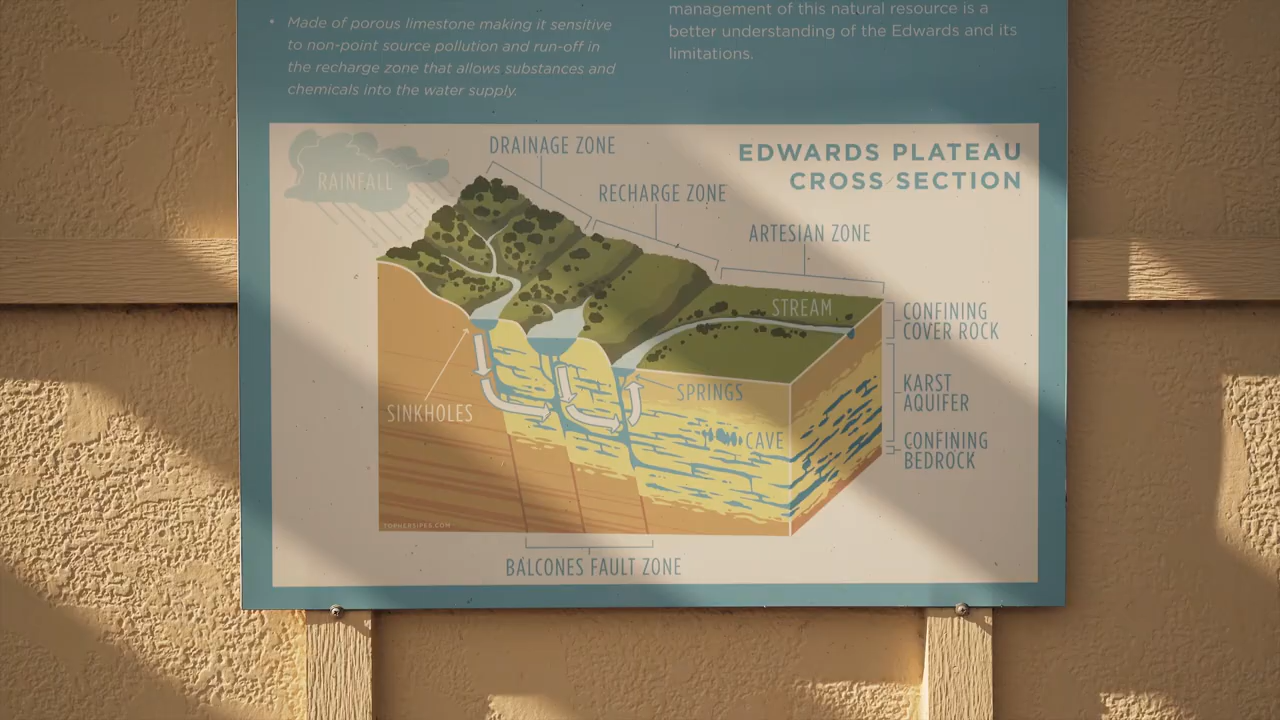 • Made of porous limestone making it sensitive
to non-point source pollution and run-off in
the recharge zone that allows substances and
chemicals into the water supply.
management of this natural resource is a
better understanding of the Edwards and its
limitations.
EDWARDS PLATEAU
CROSS SECTION
RAINFALL
DRAINAGE ZONE
RECHARGE ZONE
ARTESIAN ZONE
STREAM
CONFINING
COVER ROCK
KARST
AQUIFER
CONFINING
BEDROCK
SPRINGS
SINKHOLES
CAVE
BALCONES FAULT ZONE